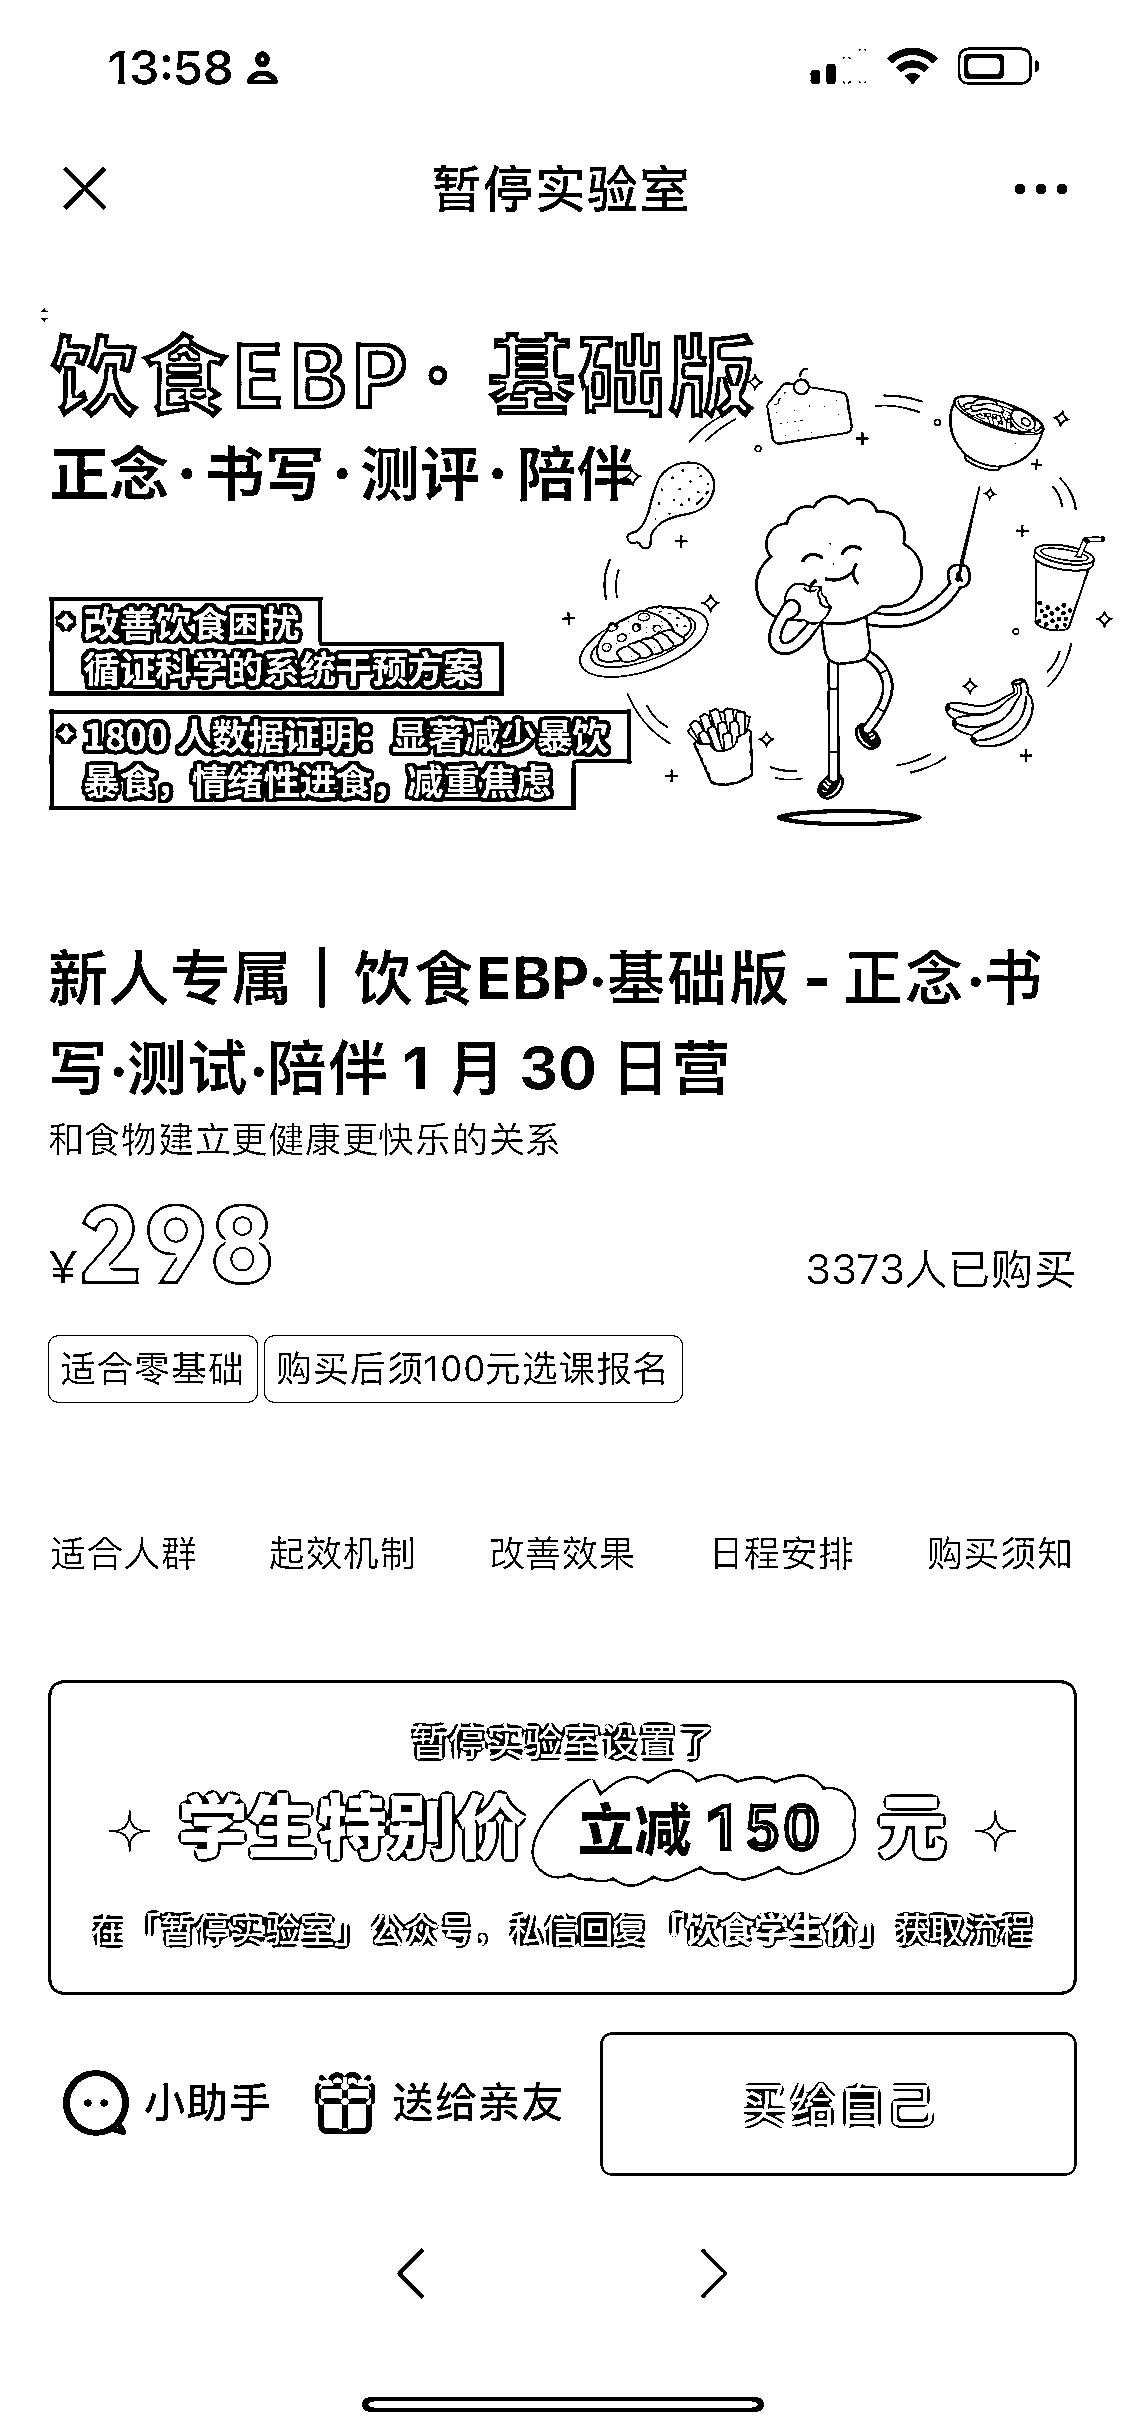 13:58
暂停实验室
饮食EBP · 基础版
正念 · 书写 · 测评 · 陪伴
改善饮食困扰
循证科学的系统干预方案
1800 人数据证明：显著减少暴饮
暴食，情绪性进食，减重焦虑
新人专属｜饮食EBP·基础版 - 正念·书
写·测试·陪伴 1 月 30 日营
和食物建立更健康更快乐的关系
¥298
3373人已购买
适合零基础 购买后须100元选课报名
适合人群 起效机制 改善效果 日程安排 购买须知
暂停实验室设置了
学生特别价 立减 150 元
在「暂停实验室」公众号，私信回复「饮食学生价」获取流程
小助手 送给亲友 买给自己